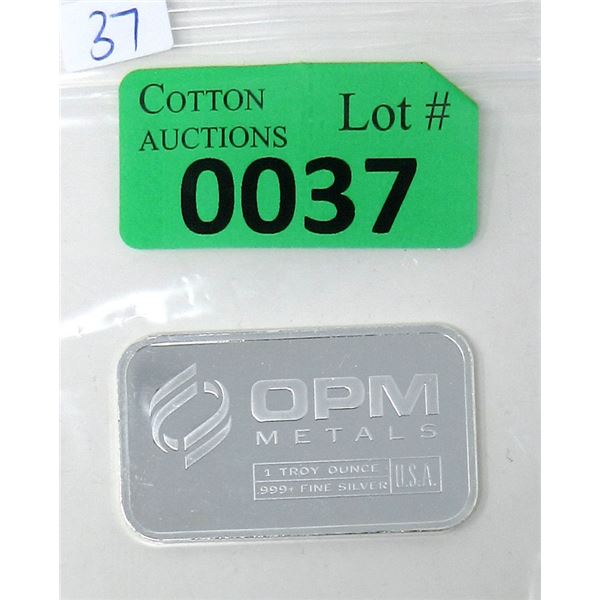 37
COTTON
AUCTIONS
Lot #
0037
OPM
METALS
1 TROY OUNCE
.999+ FINE SILVER
U.S.A.